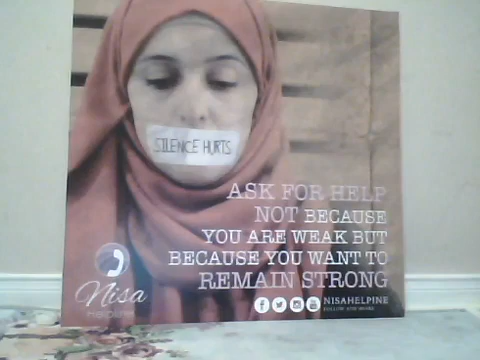 SILENCE HURTS
ASK FOR HELP
NOT BECAUSE
YOU ARE WEAK BUT
BECAUSE YOU WANT TO
REMAIN STRONG
Nisa
Helpline
NISAHELPINE